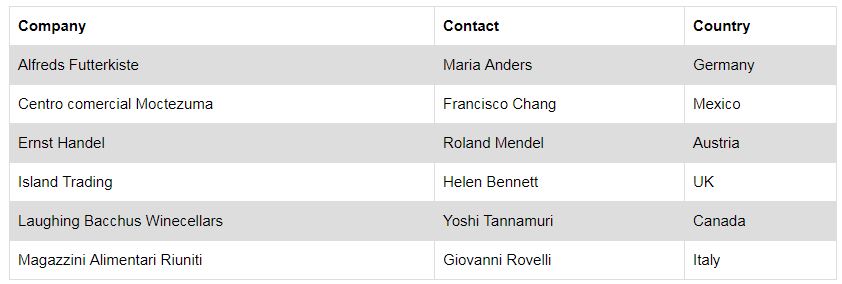 Company Contact Country
Alfreds Futterkiste Maria Anders Germany
Centro comercial Moctezuma Francisco Chang Mexico
Ernst Handel Roland Mendel Austria
Island Trading Helen Bennett UK
Laughing Bacchus Winecellars Yoshi Tannamuri Canada
Magazzini Alimentari Riuniti Giovanni Rovelli Italy